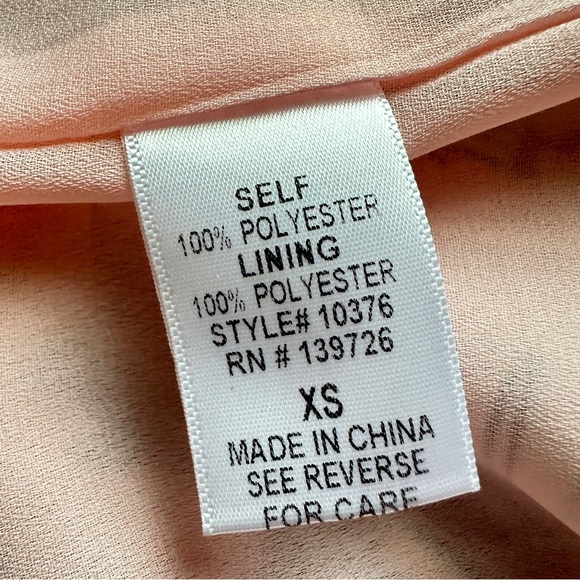 SELF
100% POLYESTER
LINING
100% POLYESTER
STYLE# 10376
RN # 139726
XS
MADE IN CHINA
SEE REVERSE
FOR CARE